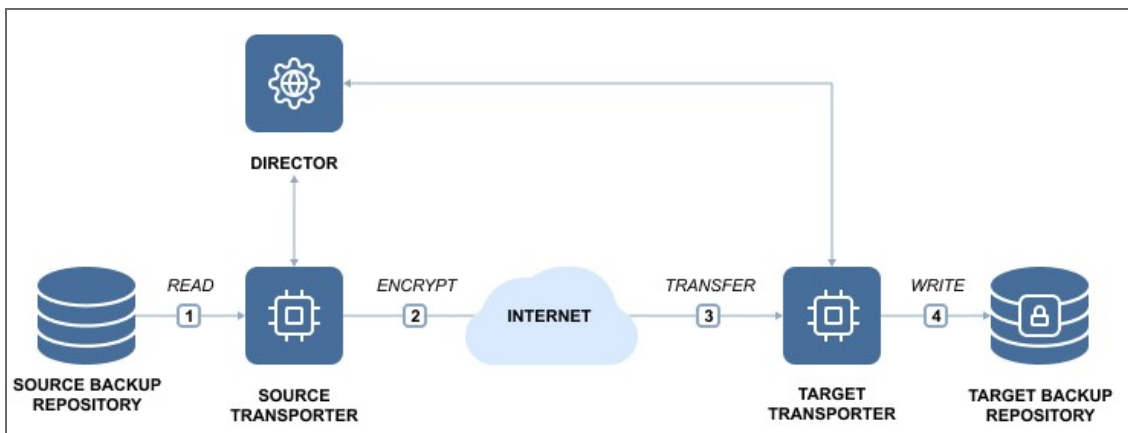 DIRECTOR
READ
1
ENCRYPT
2
INTERNET
TRANSFER
3
WRITE
4
SOURCE BACKUP
REPOSITORY
SOURCE
TRANSPORTER
TARGET
TRANSPORTER
TARGET BACKUP
REPOSITORY